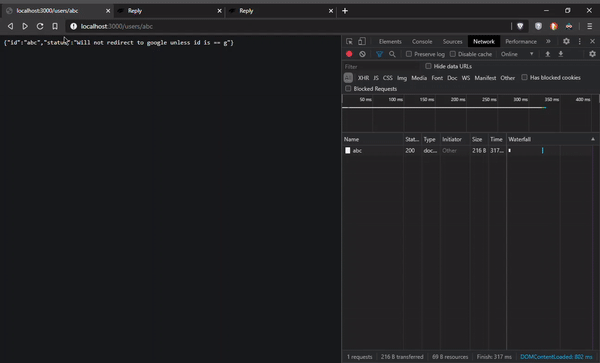 localhost:3000/users/abc
Reply
Reply
localhost:3000/users/abc
{"id":"abc","status":"Will not redirect to google unless id is == g"}
Elements Console Sources Network Performance
Preserve log Disable cache Online
Filter Hide data URLs
All XHR JS CSS Img Media Font Doc WS Manifest Other Has blocked cookies
Blocked Requests
50 ms 100 ms 150 ms 200 ms 250 ms 300 ms 350 ms 400 ms
Name Stat... Type Initiator Size Time Waterfall
abc 200 doc... Other 216 B 317...
1 requests 216 B transferred 69 B resources Finish: 317 ms DOMContentLoaded: 802 ms